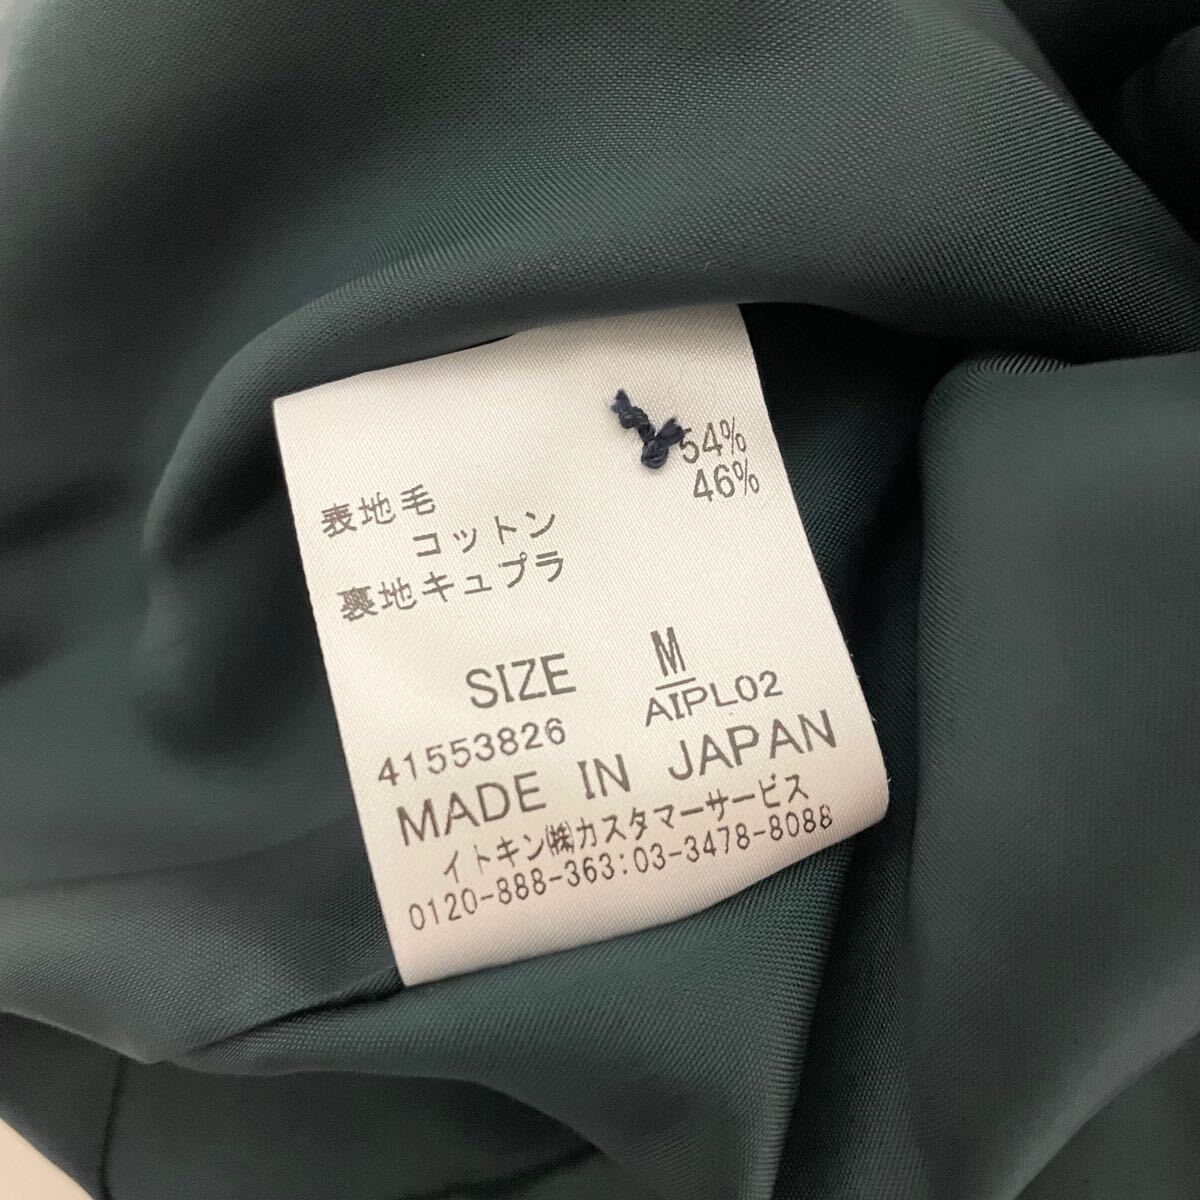 表地毛 54%
コットン 46%
裏地キュプラ
SIZE M
41553826 AIPL02
MADE IN JAPAN
イトキン㈱カスタマーサービス
0120-888-363:03-3478-8088